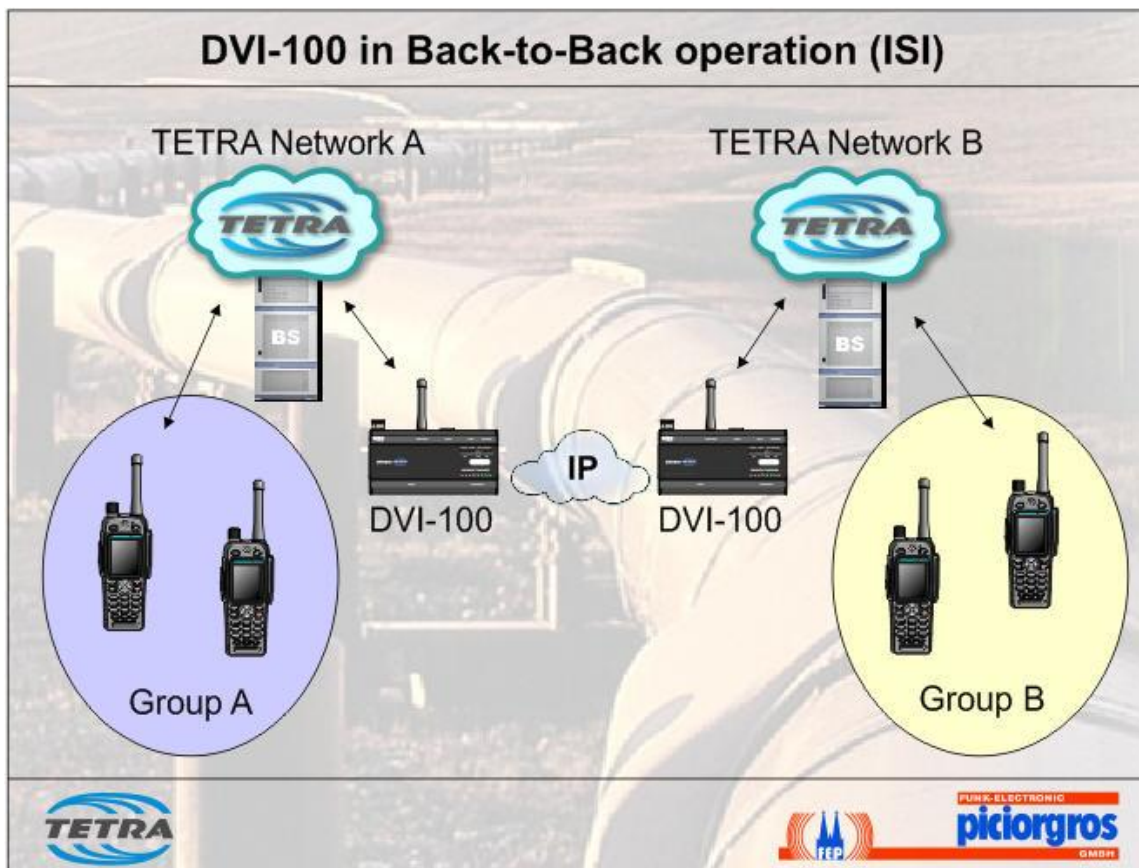 DVI-100 in Back-to-Back operation (ISI)
TETRA Network A
TETRA Network B
TETRA
TETRA
BS
BS
IP
DVI-100
DVI-100
Group A
Group B
TETRA
FEP
FUNK-ELECTRONIC
piciorgros
GMBH